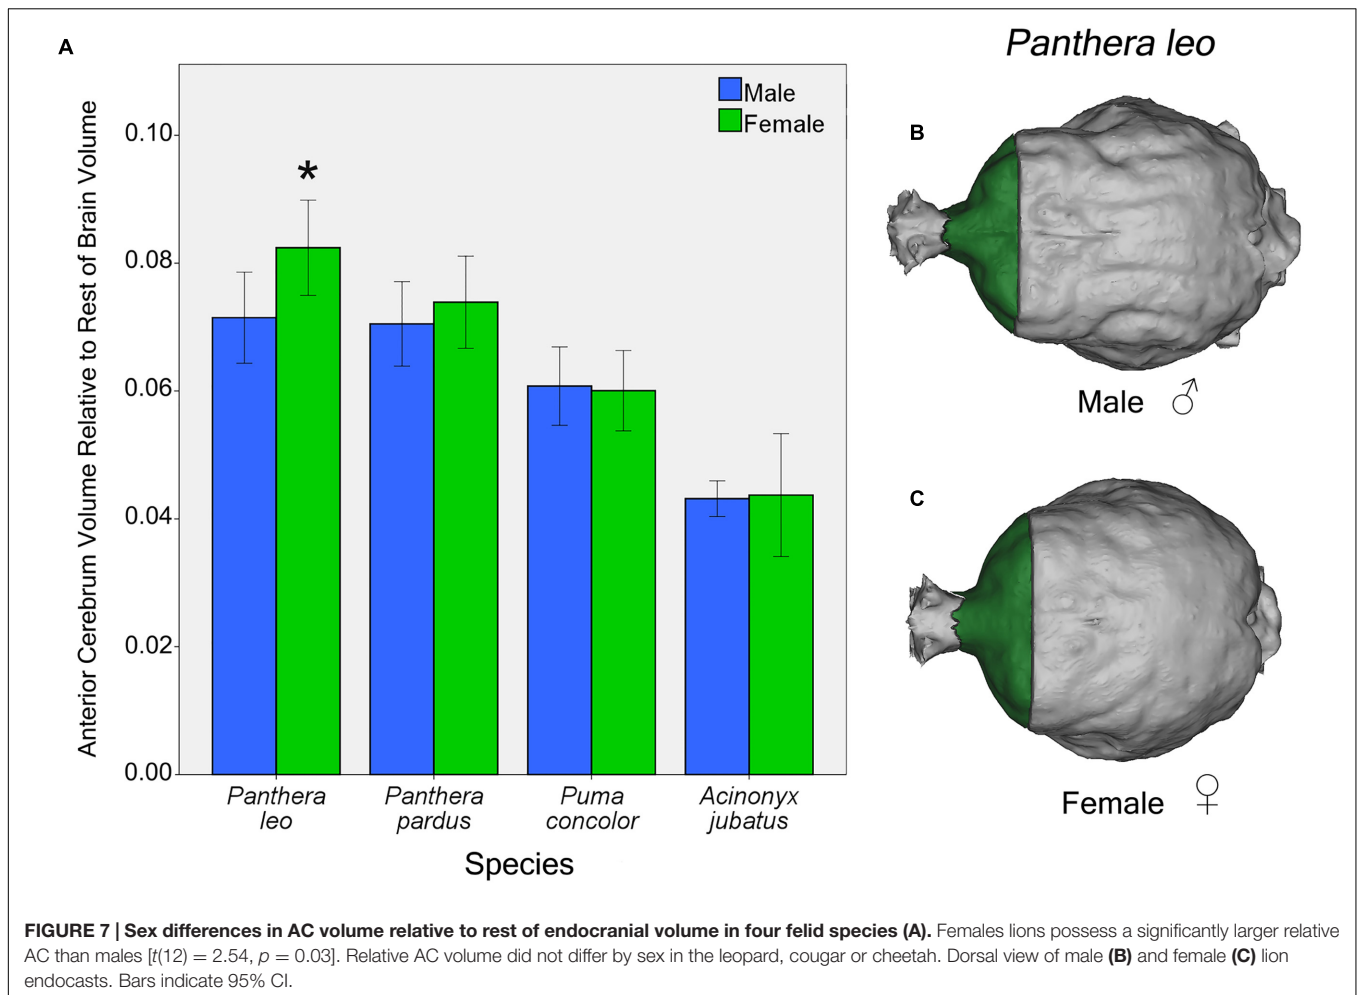 A
Anterior Cerebrum Volume Relative to Rest of Brain Volume
0.10
0.08
0.06
0.04
0.02
0.00
Male
Female
*
Panthera
leo
Panthera
pardus
Puma
concolor
Acinonyx
jubatus
Species
Panthera leo
B
Male ♂
C
Female ♀
FIGURE 7 | Sex differences in AC volume relative to rest of endocranial volume in four felid species (A). Females lions possess a significantly larger relative
AC than males [t(12) = 2.54, p = 0.03]. Relative AC volume did not differ by sex in the leopard, cougar or cheetah. Dorsal view of male (B) and female (C) lion
endocasts. Bars indicate 95% CI.